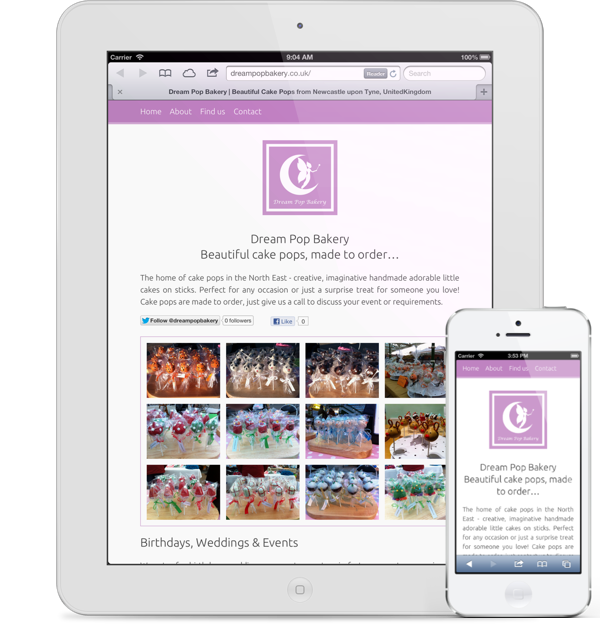 Carrier 9:04 AM 100%
dreampopbakery.co.uk/ Reader Search
Dream Pop Bakery | Beautiful Cake Pops from Newcastle upon Tyne, UnitedKingdom
Home About Find us Contact
Dream Pop Bakery
Dream Pop Bakery
Beautiful cake pops, made to order...
The home of cake pops in the North East - creative, imaginative handmade adorable little
cakes on sticks. Perfect for any occasion or just a surprise treat for someone you love!
Cake pops are made to order, just give us a call to discuss your event or requirements.
Follow @dreampopbakery 0 followers Like 0
Birthdays, Weddings & Events
Carrier 3:53 PM
Home About Find us Contact
Dream Pop Bakery
Dream Pop Bakery
Beautiful cake pops, made
to order...
The home of cake pops in the North
East - creative, imaginative handmade
adorable little cakes on sticks. Perfect
for any occasion or just a surprise treat
for someone you love! Cake pops are